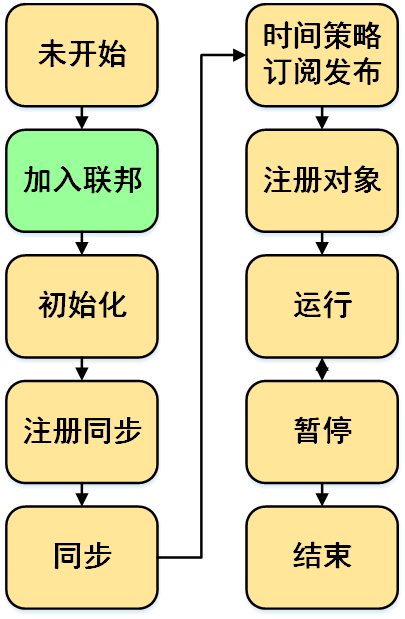 未开始
加入联邦
初始化
注册同步
同步
时间策略
订阅发布
注册对象
运行
暂停
结束